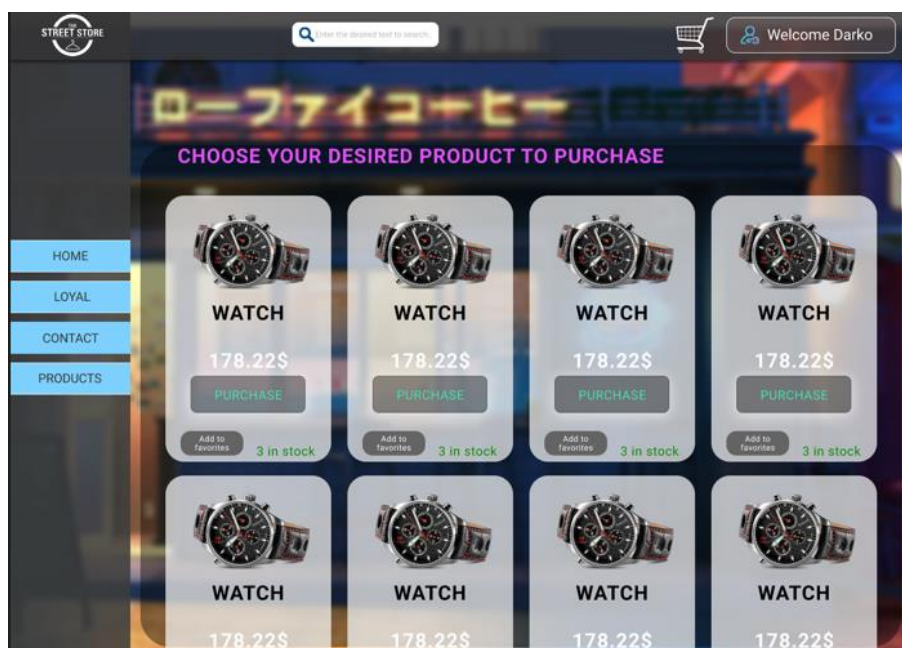 THE
STREET STORE
Enter the desired text to search..
Welcome Darko
ローファイコーヒー
CHOOSE YOUR DESIRED PRODUCT TO PURCHASE
HOME
LOYAL
CONTACT
PRODUCTS
WATCH
178.22$
PURCHASE
Add to
favorites
3 in stock
WATCH
178.22$
PURCHASE
Add to
favorites
3 in stock
WATCH
178.22$
PURCHASE
Add to
favorites
3 in stock
WATCH
178.22$
PURCHASE
Add to
favorites
3 in stock
WATCH
178.22$
WATCH
178.22$
WATCH
178.22$
WATCH
178.22$